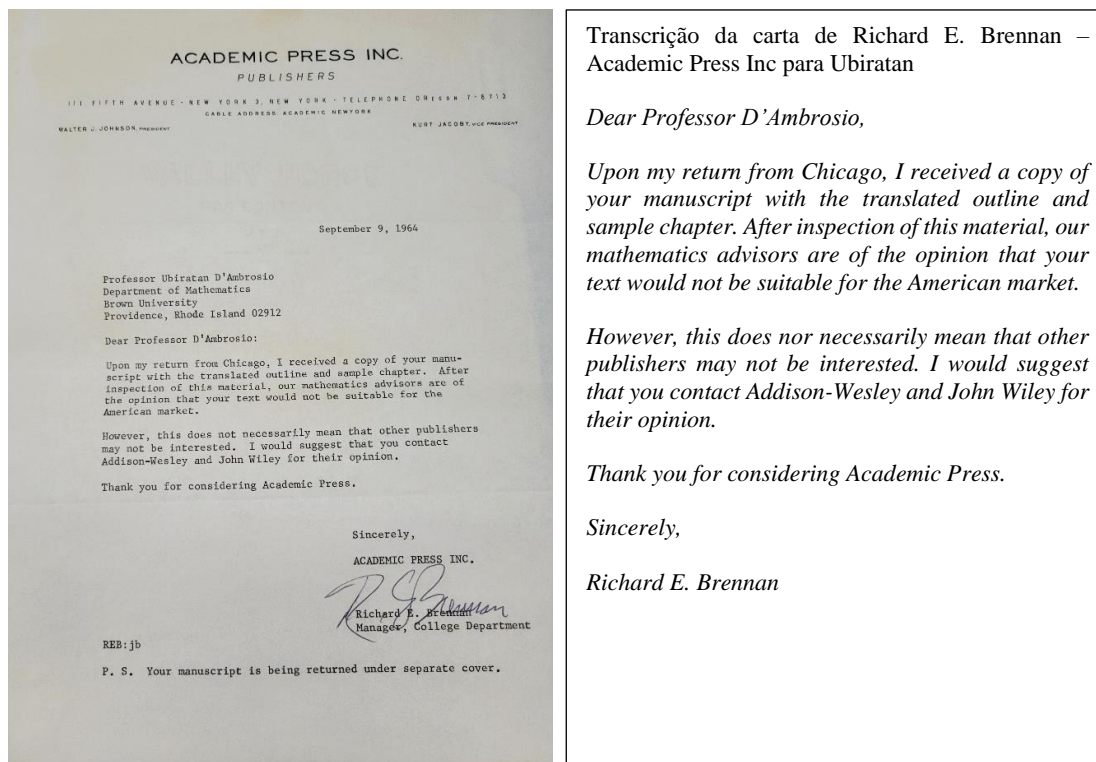 ACADEMIC PRESS INC.
PUBLISHERS
111 FIFTH AVENUE · NEW YORK 3, NEW YORK · TELEPHONE OREGON 7-6713
CABLE ADDRESS ACADEMIC NEWYORK
WALTER J. JOHNSON, PRESIDENT
KURT JACOBY, VICE PRESIDENT
September 9, 1964
Professor Ubiratan D'Ambrosio
Department of Mathematics
Brown University
Providence, Rhode Island 02912
Dear Professor D'Ambrosio:
Upon my return from Chicago, I received a copy of your manu-
script with the translated outline and sample chapter. After
inspection of this material, our mathematics advisors are of
the opinion that your text would not be suitable for the
American market.
However, this does not necessarily mean that other publishers
may not be interested. I would suggest that you contact
Addison-Wesley and John Wiley for their opinion.
Thank you for considering Academic Press.
Sincerely,
ACADEMIC PRESS INC.
Richard E. Brennan
Manager, College Department
REB:jb
P. S. Your manuscript is being returned under separate cover.
Transcrição da carta de Richard E. Brennan –
Academic Press Inc para Ubiratan
Dear Professor D’Ambrosio,
Upon my return from Chicago, I received a copy of
your manuscript with the translated outline and
sample chapter. After inspection of this material, our
mathematics advisors are of the opinion that your
text would not be suitable for the American market.
However, this does nor necessarily mean that other
publishers may not be interested. I would suggest
that you contact Addison-Wesley and John Wiley for
their opinion.
Thank you for considering Academic Press.
Sincerely,
Richard E. Brennan